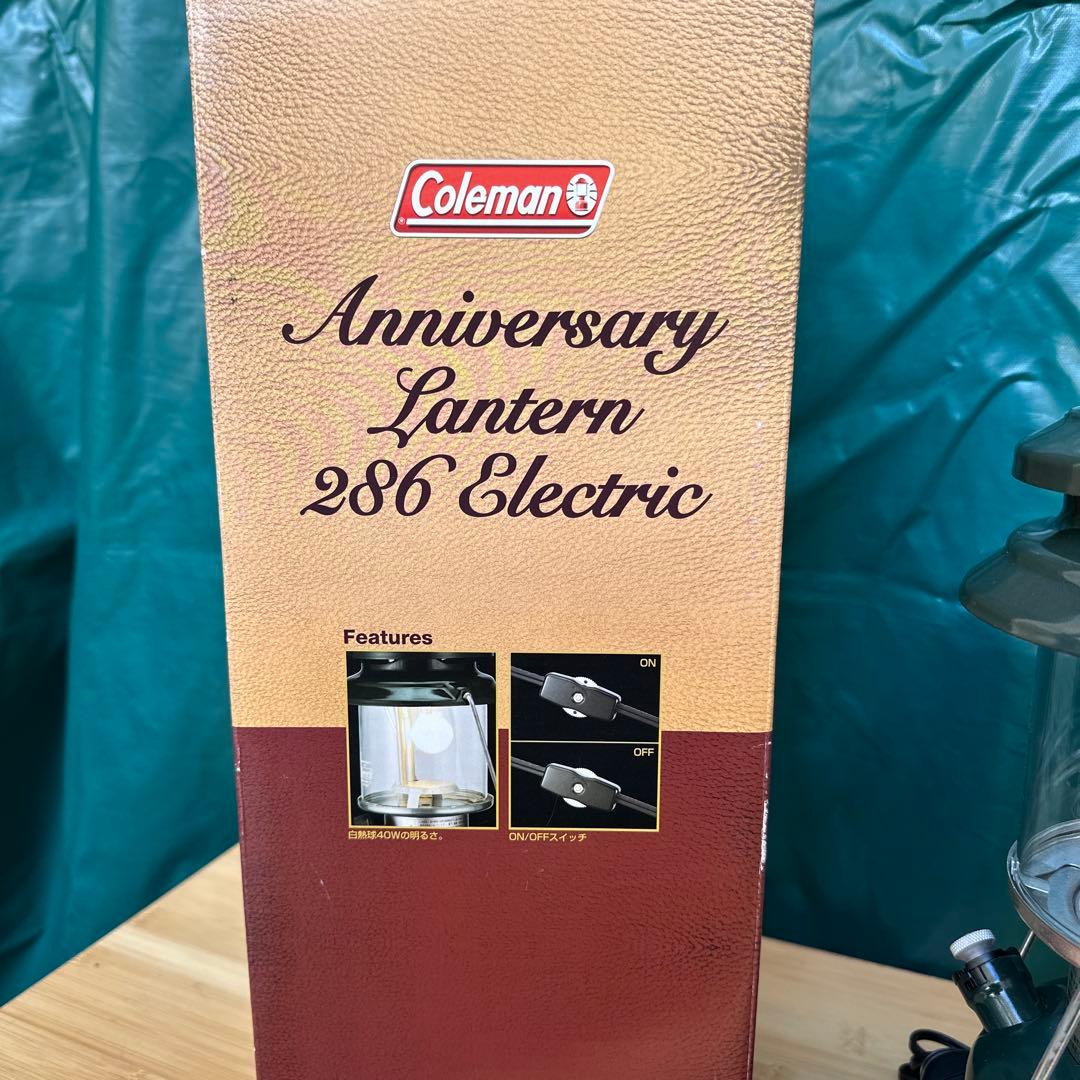 Coleman
Anniversary
Lantern
286 Electric
Features
ON
OFF
白熱球40Wの明るさ。
ON/OFFスイッチ